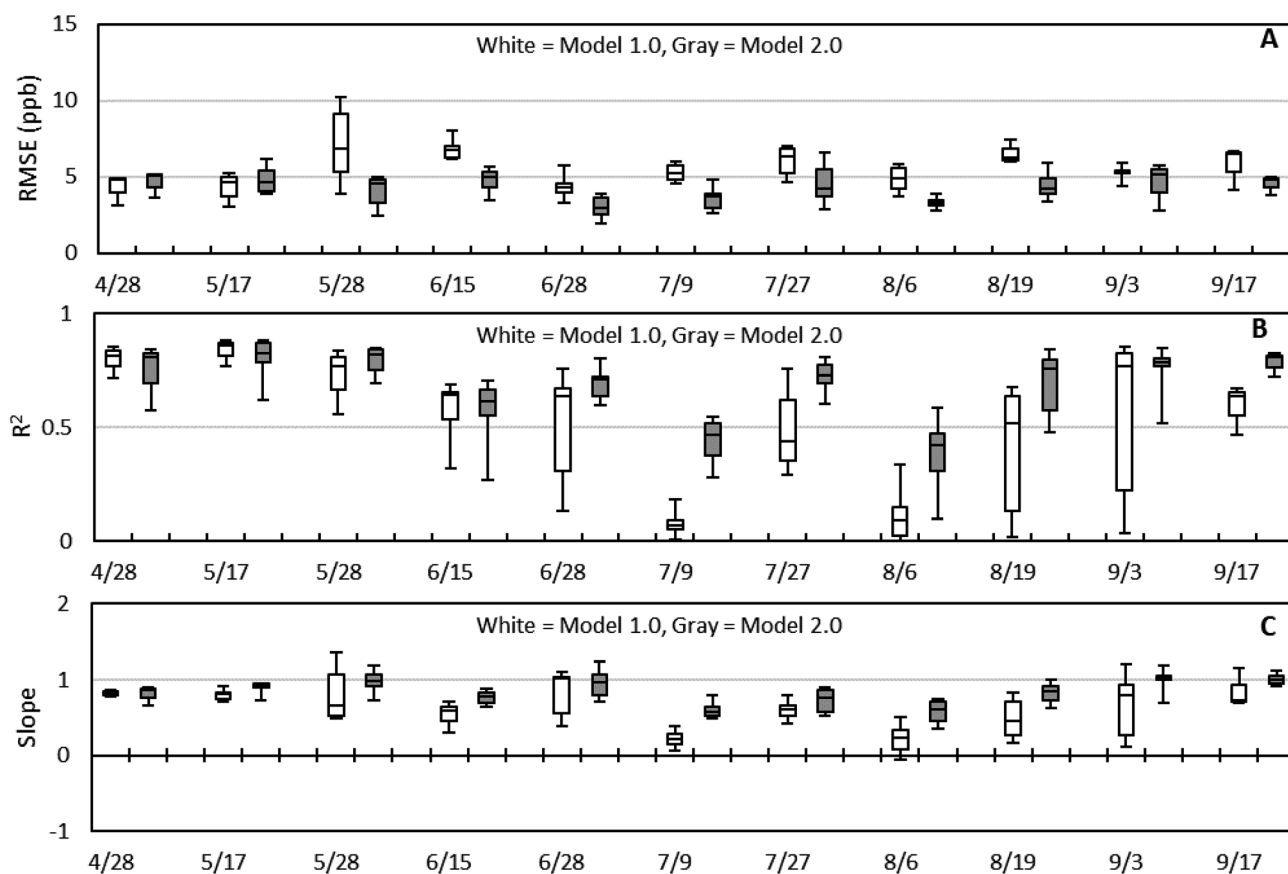 15
White = Model 1.0, Gray = Model 2.0
A
10
RMSE (ppb)
5
0
4/28 5/17 5/28 6/15 6/28 7/9 7/27 8/6 8/19 9/3 9/17
1
White = Model 1.0, Gray = Model 2.0
B
R²
0.5
0
4/28 5/17 5/28 6/15 6/28 7/9 7/27 8/6 8/19 9/3 9/17
2
White = Model 1.0, Gray = Model 2.0
C
Slope
1
0
-1
4/28 5/17 5/28 6/15 6/28 7/9 7/27 8/6 8/19 9/3 9/17